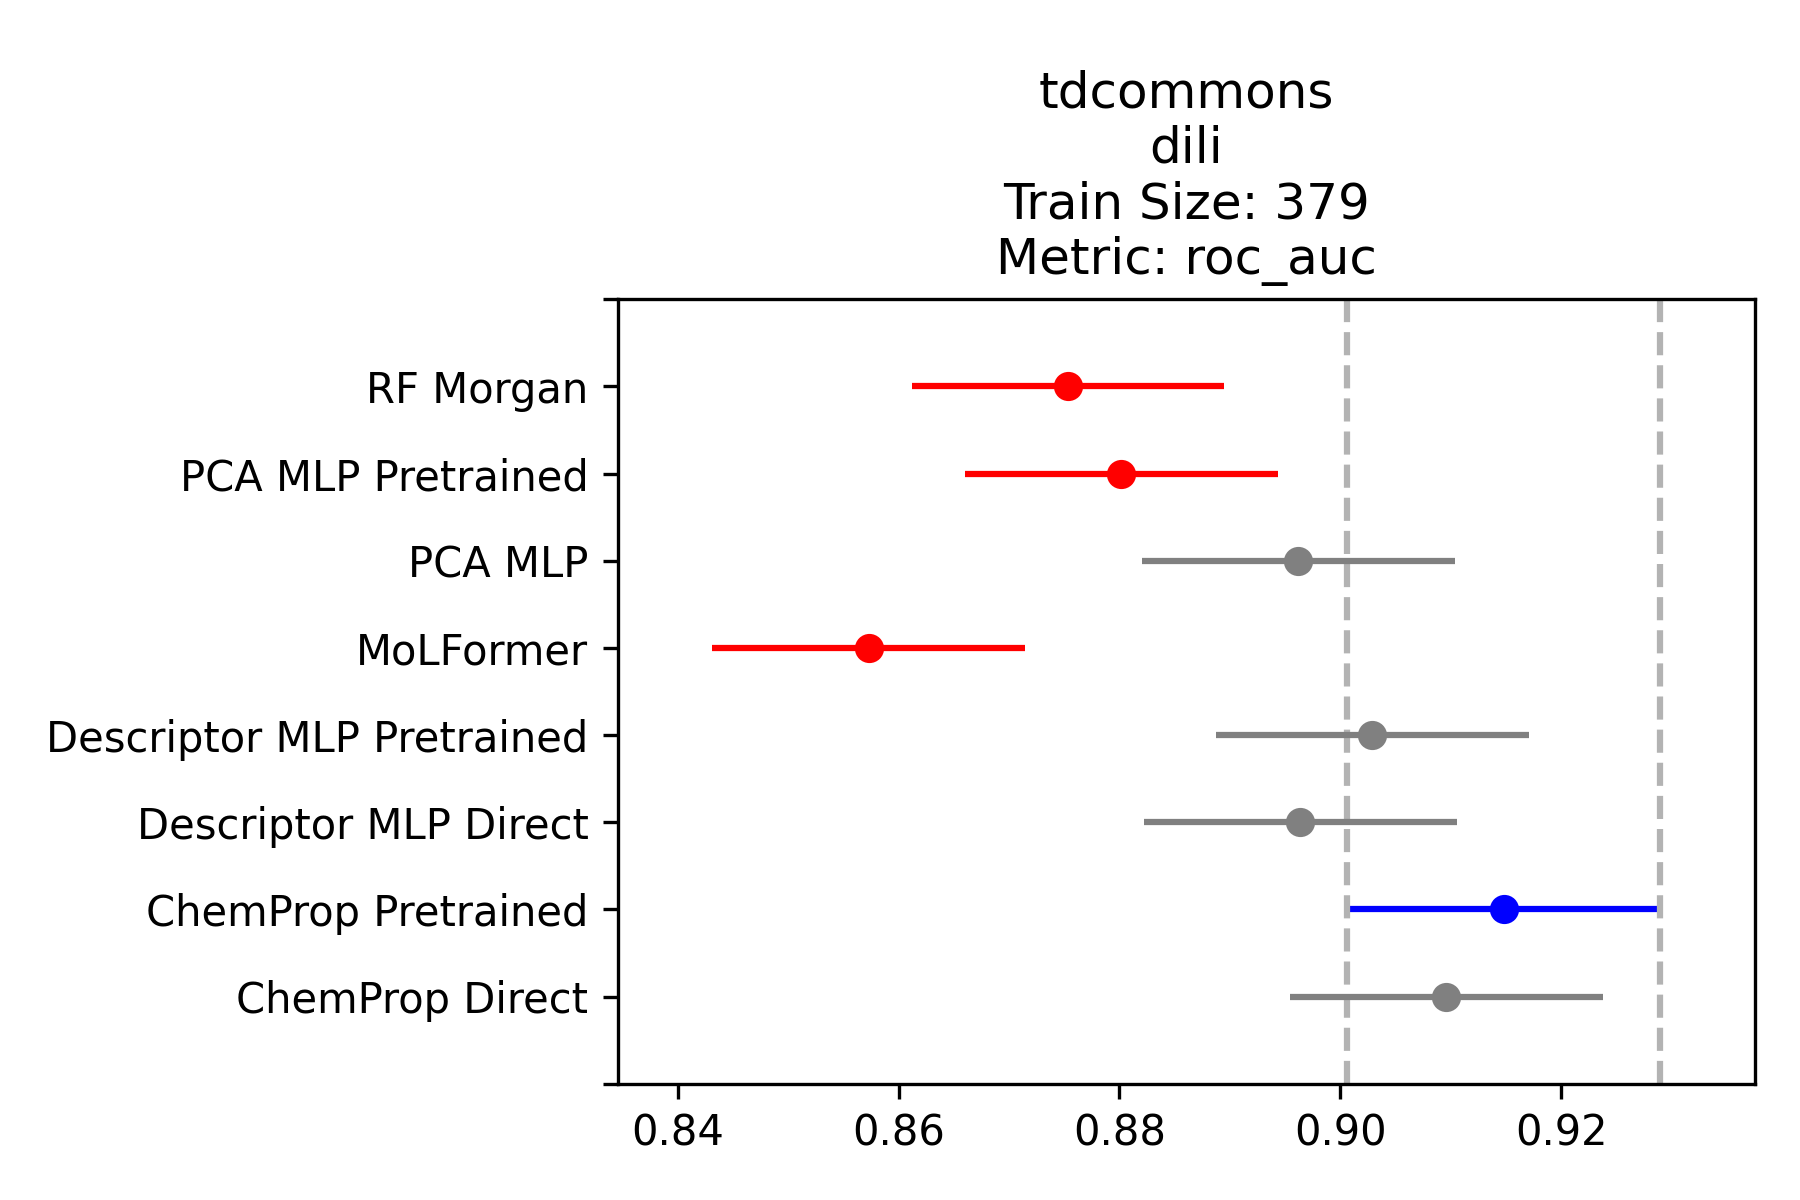 tdcommons
dili
Train Size: 379
Metric: roc_auc
RF Morgan
PCA MLP Pretrained
PCA MLP
MoLFormer
Descriptor MLP Pretrained
Descriptor MLP Direct
ChemProp Pretrained
ChemProp Direct
0.84 0.86 0.88 0.90 0.92